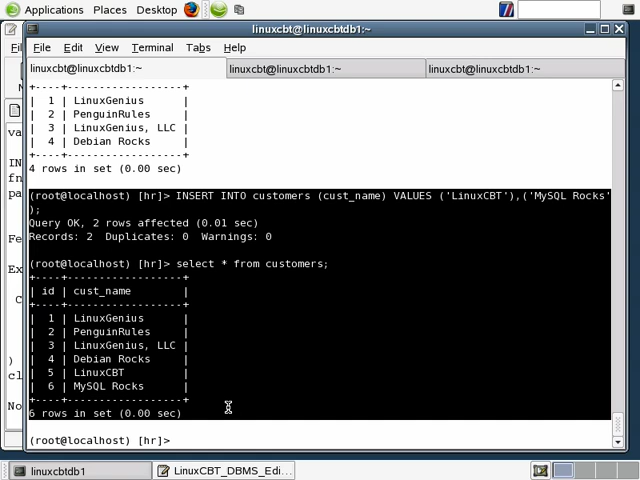 Applications Places Desktop
linuxcbt@linuxcbtdb1:~
File Edit View Terminal Tabs Help
linuxcbt@linuxcbtdb1:~ linuxcbt@linuxcbtdb1:~ linuxcbt@linuxcbtdb1:~
+----+-------------------+
| 1 | LinuxGenius |
| 2 | PenguinRules |
| 3 | LinuxGenius, LLC |
| 4 | Debian Rocks |
+----+-------------------+
4 rows in set (0.00 sec)
(root@localhost) [hr]> INSERT INTO customers (cust_name) VALUES ('LinuxCBT'),('MySQL Rocks'
);
Query OK, 2 rows affected (0.01 sec)
Records: 2 Duplicates: 0 Warnings: 0
(root@localhost) [hr]> select * from customers;
+----+-------------------+
| id | cust_name |
+----+-------------------+
| 1 | LinuxGenius |
| 2 | PenguinRules |
| 3 | LinuxGenius, LLC |
| 4 | Debian Rocks |
| 5 | LinuxCBT |
| 6 | MySQL Rocks |
+----+-------------------+
6 rows in set (0.00 sec)
(root@localhost) [hr]>
linuxcbtdb1 LinuxCBT_DBMS_Edi...